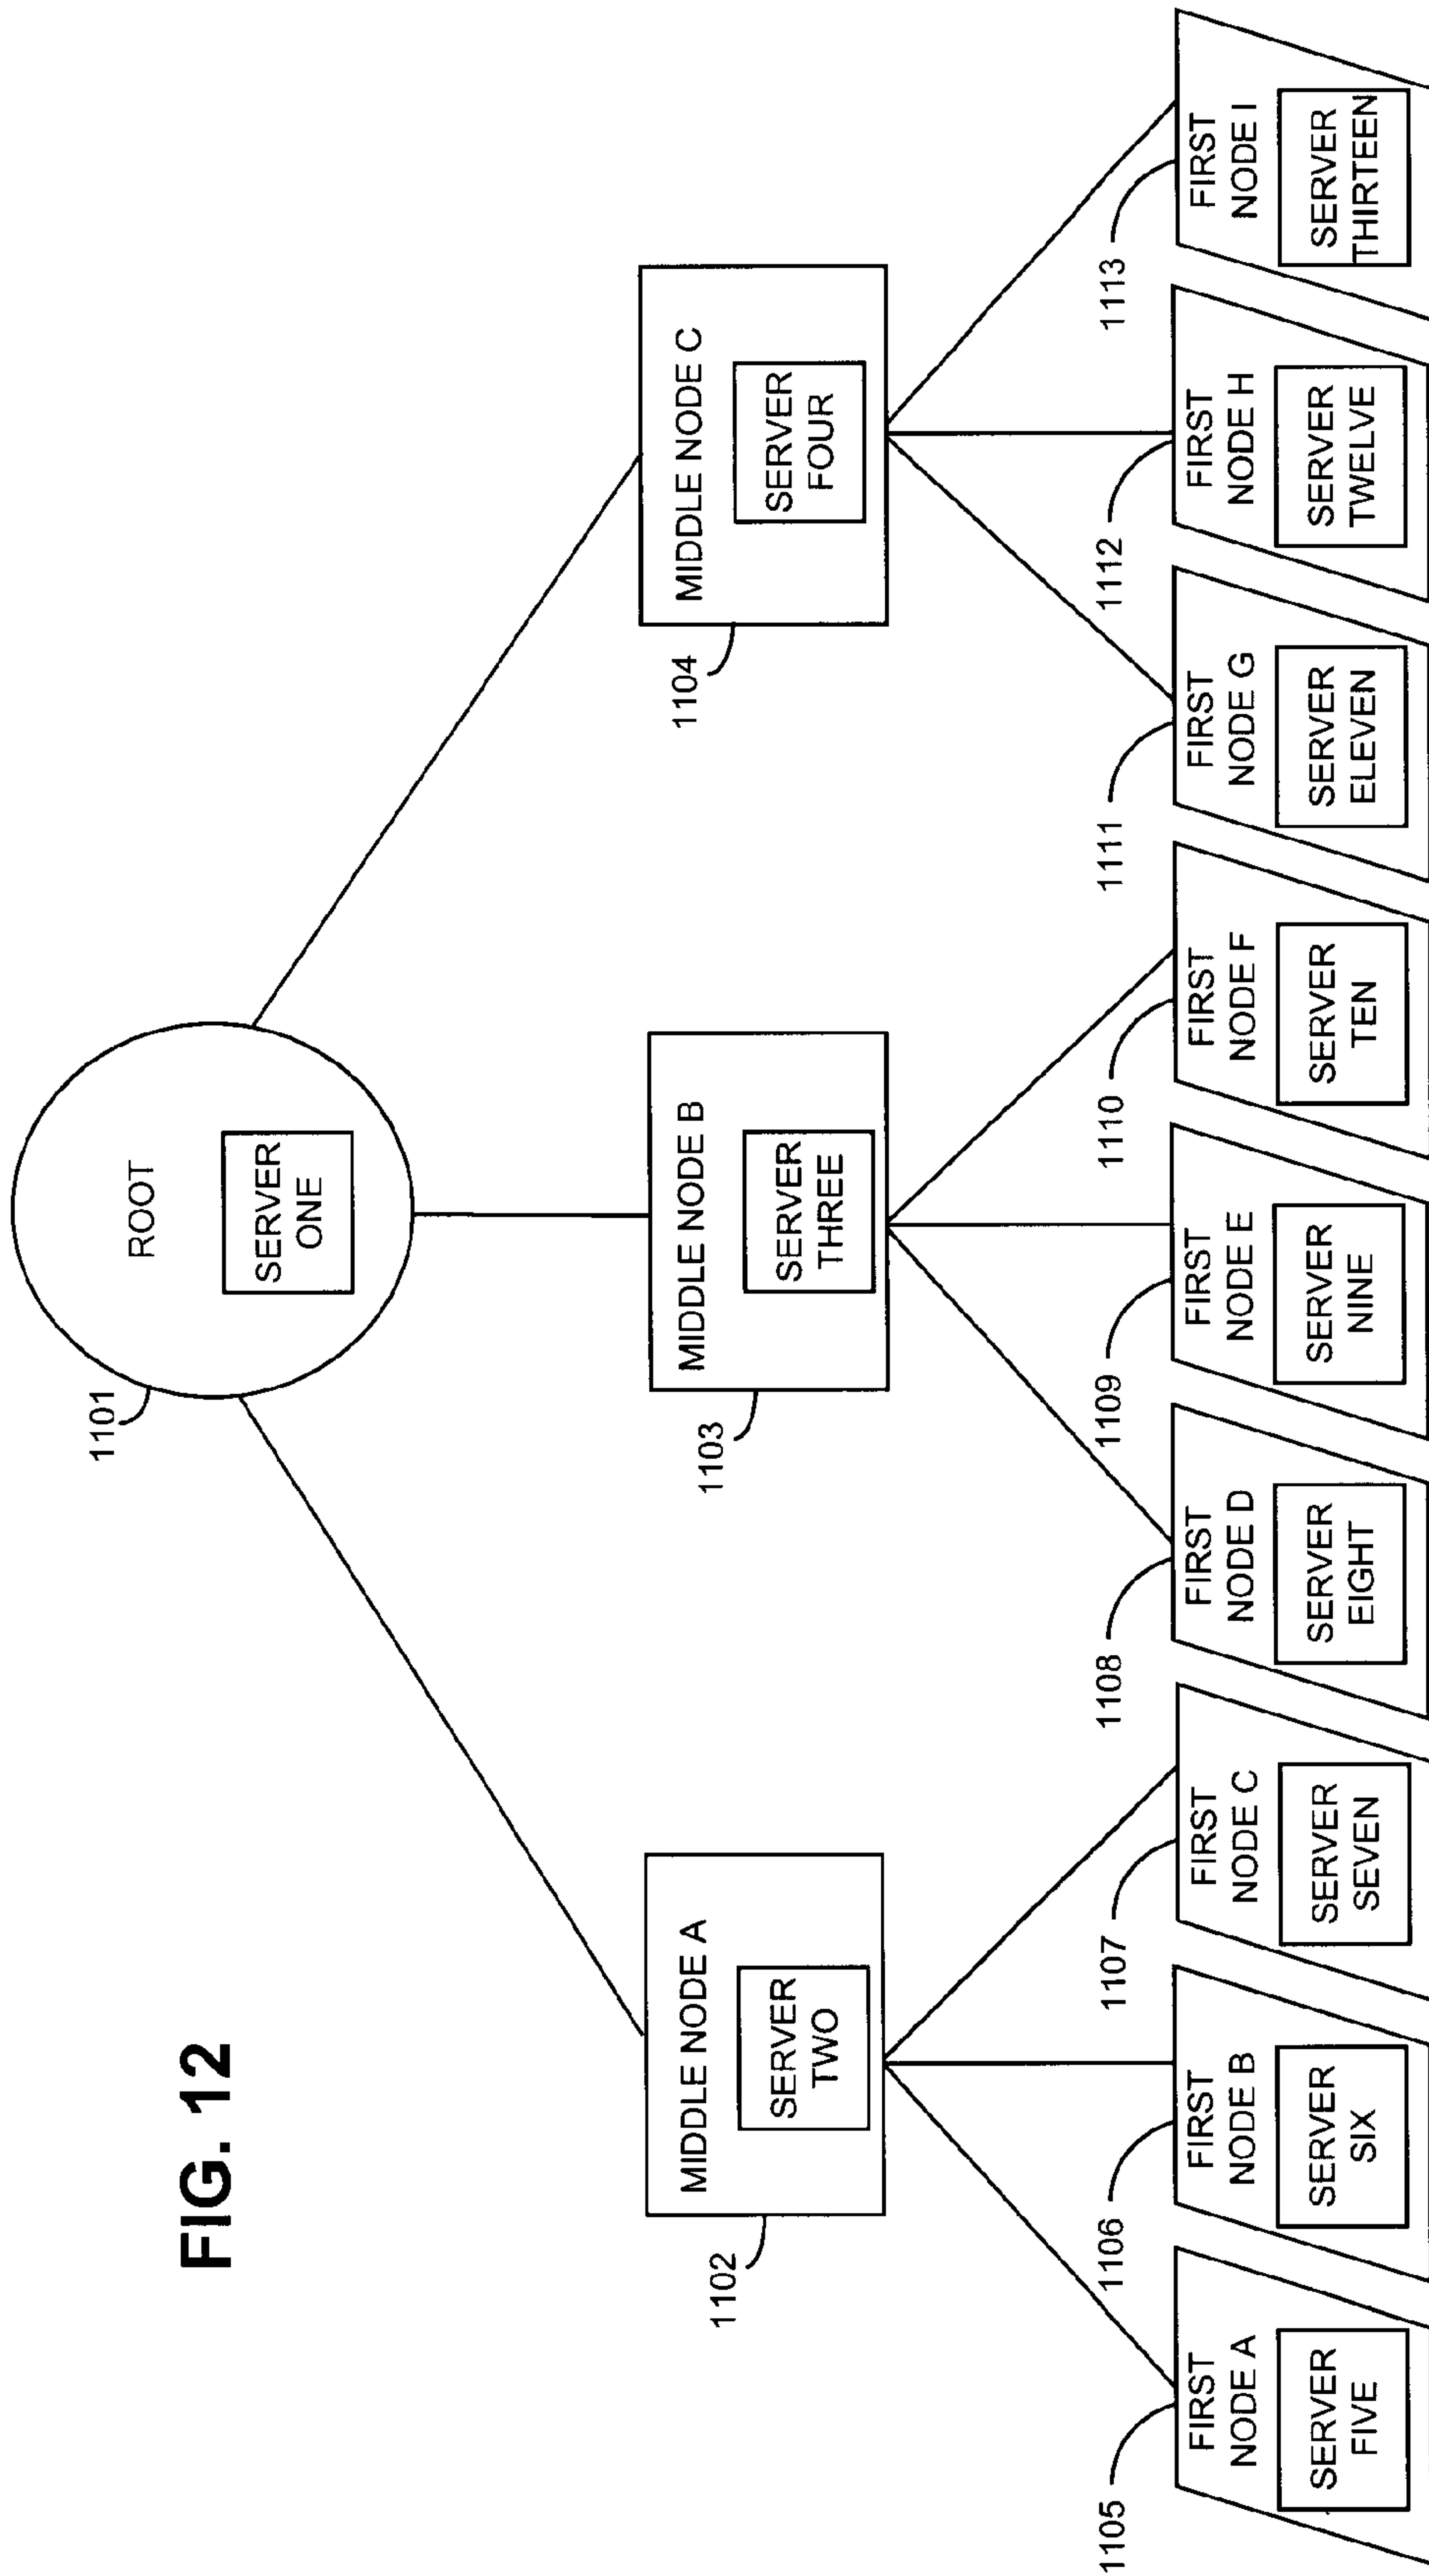 FIG. 12
1101
ROOT
SERVER
ONE
1102
MIDDLE NODE A
SERVER
TWO
1103
MIDDLE NODE B
SERVER
THREE
1104
MIDDLE NODE C
SERVER
FOUR
1105
FIRST
NODE A
SERVER
FIVE
1106
FIRST
NODE B
SERVER
SIX
1107
FIRST
NODE C
SERVER
SEVEN
1108
FIRST
NODE D
SERVER
EIGHT
1109
FIRST
NODE E
SERVER
NINE
1110
FIRST
NODE F
SERVER
TEN
1111
FIRST
NODE G
SERVER
ELEVEN
1112
FIRST
NODE H
SERVER
TWELVE
1113
FIRST
NODE I
SERVER
THIRTEEN